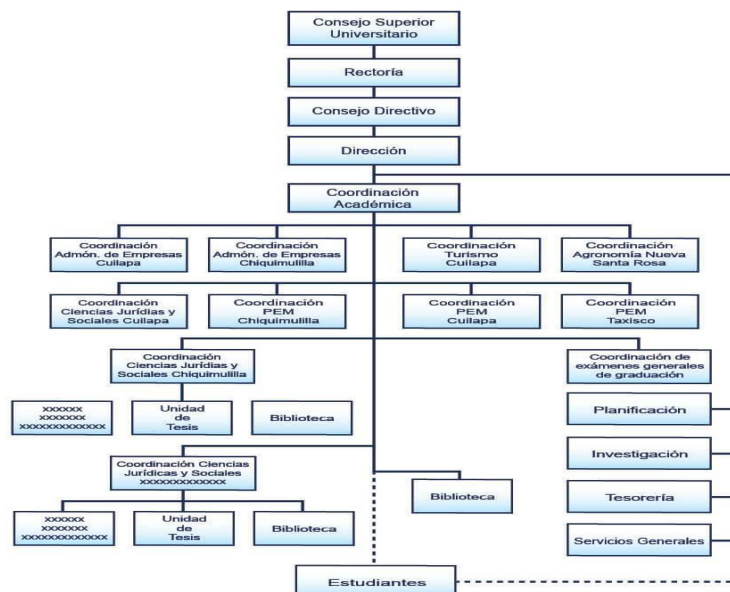 Consejo Superior
Universitario
Rectoría
Consejo Directivo
Dirección
Coordinación
Académica
Coordinación
Admón. de Empresas
Cuilapa
Coordinación
Admón. de Empresas
Chiquimulilla
Coordinación
Turismo
Cuilapa
Coordinación
Agronomía Nueva
Santa Rosa
Coordinación
Ciencias Jurídias y
Sociales Cuilapa
Coordinación
PEM
Chiquimulilla
Coordinación
PEM
Cuilapa
Coordinación
PEM
Taxisco
Coordinación
Ciencias Jurídias y
Sociales Chiquimulilla
Coordinación de
exámenes generales
de graduación
xxxxxx
xxxxxxx
xxxxxxxxxxxxx
Unidad
de
Tesis
Biblioteca
Planificación
Investigación
Coordinación Ciencias
Jurídicas y Sociales
xxxxxxxxxxxxx
Biblioteca
Tesorería
xxxxxx
xxxxxxx
xxxxxxxxxxxxx
Unidad
de
Tesis
Biblioteca
Servicios Generales
Estudiantes